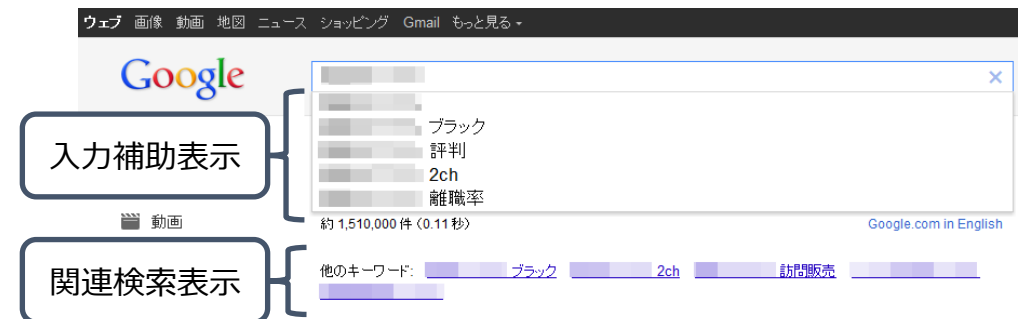 ウェブ 画像 動画 地図 ニュース ショッピング Gmail もっと見る
Google
入力補助表示
ブラック
評判
2ch
離職率
動画
約 1,510,000 件 (0.11 秒)
Google.com in English
関連検索表示
他のキーワード: ブラック 2ch 訪問販売